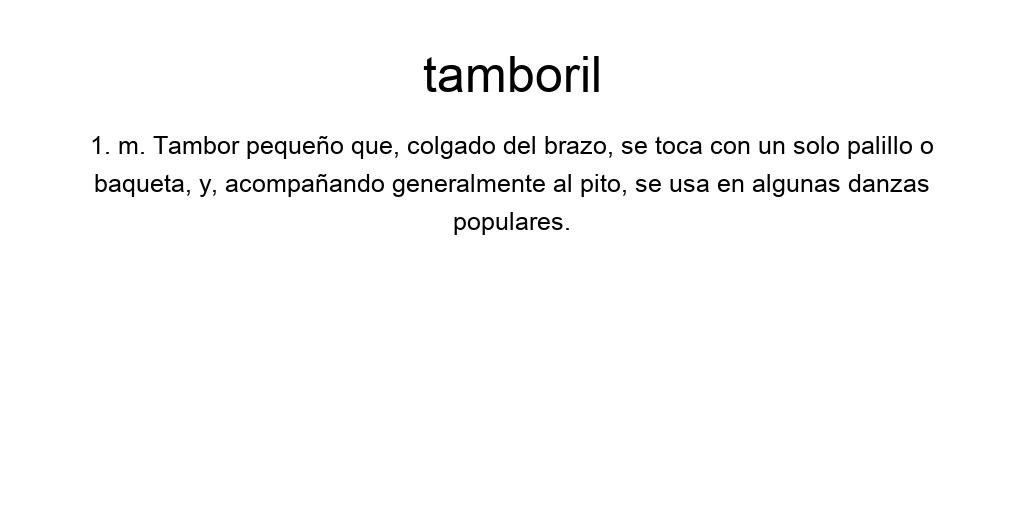 tamboril
1. m. Tambor pequeño que, colgado del brazo, se toca con un solo palillo o
baqueta, y, acompañando generalmente al pito, se usa en algunas danzas
populares.